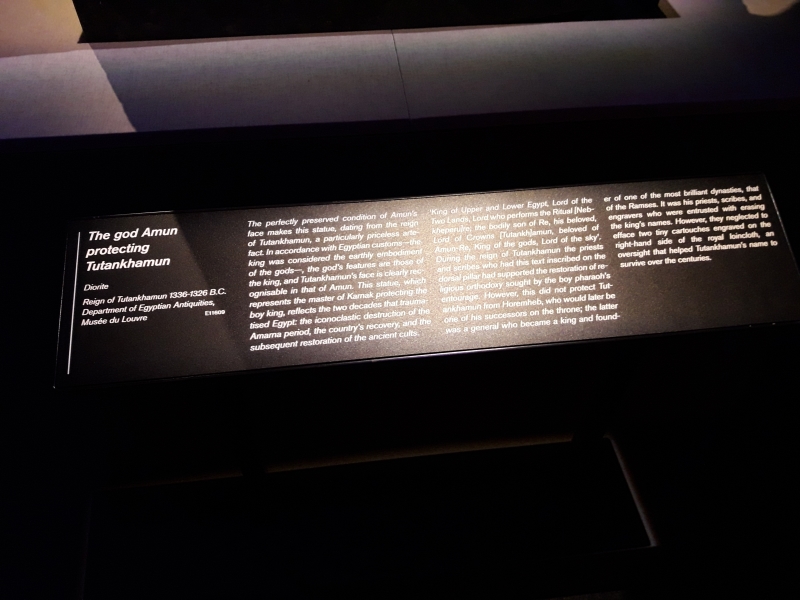 The god Amun
protecting
Tutankhamun
Diorite
Reign of Tutankhamun 1336-1326 B.C.
Department of Egyptian Antiquities,
Musée du Louvre
E11609
The perfectly preserved condition of Amun's
face makes this statue, dating from the reign
of Tutankhamun, a particularly priceless arte-
fact. In accordance with Egyptian customs—the
king was considered the earthly embodiment
of the gods—, the god's features are those of
the king, and Tutankhamun's face is clearly rec-
ognisable in that of Amun. This statue, which
represents the master of Karnak protecting the
boy king, reflects the two decades that trauma-
tised Egypt: the iconoclastic destruction of the
Amarna period, the country's recovery, and the
subsequent restoration of the ancient cults.
'King of Upper and Lower Egypt, Lord of the
Two Lands, Lord who performs the Ritual [Neb-
kheperure, the bodily son of Re, his beloved,
Lord of Crowns [Tutankhamun, beloved of
Amun-Re, King of the gods, Lord of the sky'.
During the reign of Tutankhamun the priests
and scribes who had this text inscribed on the
dorsal pillar had supported the restoration of re-
ligious orthodoxy sought by the boy pharaoh's
entourage. However, this did not protect Tut-
ankhamun from Horemheb, who would later be
one of his successors on the throne; the latter
was a general who became a king and found-
er of one of the most brilliant dynasties, that
of the Ramses. It was his priests, scribes, and
engravers who were entrusted with erasing
the king's names. However, they neglected to
efface two tiny cartouches engraved on the
right-hand side of the royal loincloth, an
oversight that helped Tutankhamun's name to
survive over the centuries.